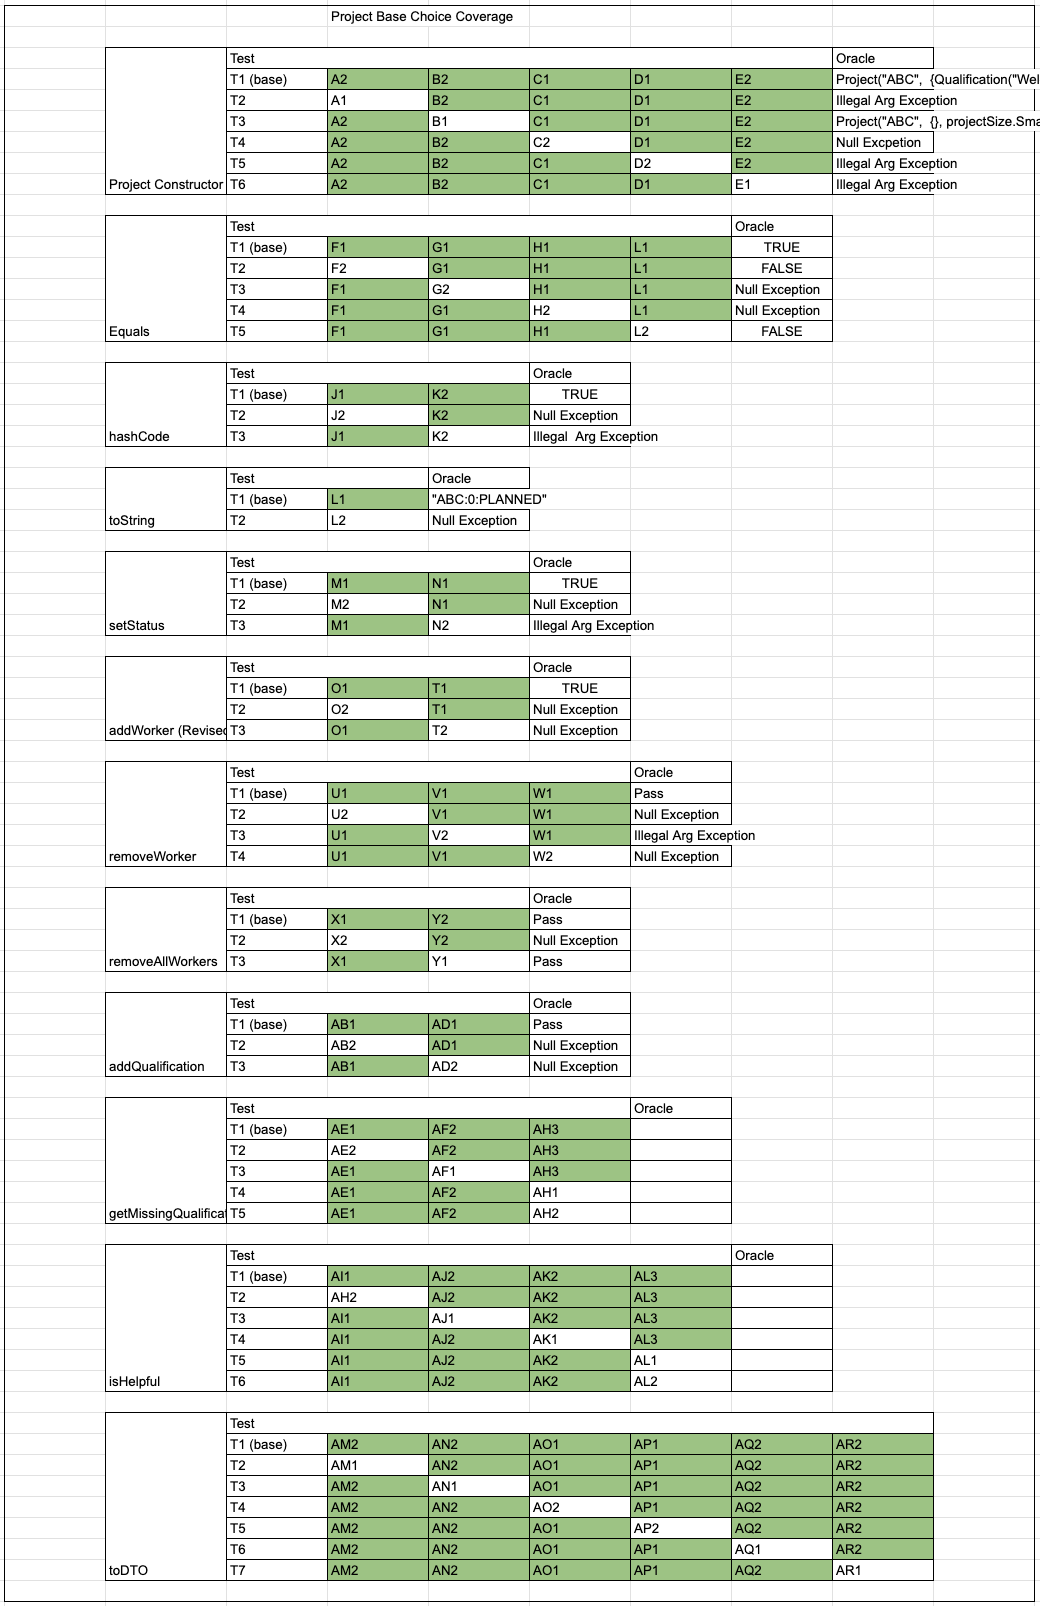 Project Base Choice Coverage
Test Oracle
T1 (base) A2 B2 C1 D1 E2 Project("ABC", {Qualification("Wel
T2 A1 B2 C1 D1 E2 Illegal Arg Exception
T3 A2 B1 C1 D1 E2 Project("ABC", {}, projectSize.Sma
T4 A2 B2 C2 D1 E2 Null Excpetion
T5 A2 B2 C1 D2 E2 Illegal Arg Exception
Project Constructor T6 A2 B2 C1 D1 E1 Illegal Arg Exception
Test Oracle
T1 (base) F1 G1 H1 L1 TRUE
T2 F2 G1 H1 L1 FALSE
T3 F1 G2 H1 L1 Null Exception
T4 F1 G1 H2 L1 Null Exception
Equals T5 F1 G1 H1 L2 FALSE
Test Oracle
T1 (base) J1 K2 TRUE
T2 J2 K2 Null Exception
hashCode T3 J1 K2 Illegal Arg Exception
Test Oracle
T1 (base) L1 "ABC:0:PLANNED"
toString T2 L2 Null Exception
Test Oracle
T1 (base) M1 N1 TRUE
T2 M2 N1 Null Exception
setStatus T3 M1 N2 Illegal Arg Exception
Test Oracle
T1 (base) O1 T1 TRUE
T2 O2 T1 Null Exception
addWorker (Revised T3 O1 T2 Null Exception
Test Oracle
T1 (base) U1 V1 W1 Pass
T2 U2 V1 W1 Null Exception
T3 U1 V2 W1 Illegal Arg Exception
removeWorker T4 U1 V1 W2 Null Exception
Test Oracle
T1 (base) X1 Y2 Pass
T2 X2 Y2 Null Exception
removeAllWorkers T3 X1 Y1 Pass
Test Oracle
T1 (base) AB1 AD1 Pass
T2 AB2 AD1 Null Exception
addQualification T3 AB1 AD2 Null Exception
Test Oracle
T1 (base) AE1 AF2 AH3
T2 AE2 AF2 AH3
T3 AE1 AF1 AH3
T4 AE1 AF2 AH1
getMissingQualificat T5 AE1 AF2 AH2
Test Oracle
T1 (base) AI1 AJ2 AK2 AL3
T2 AH2 AJ2 AK2 AL3
T3 AI1 AJ1 AK2 AL3
T4 AI1 AJ2 AK1 AL3
T5 AI1 AJ2 AK2 AL1
isHelpful T6 AI1 AJ2 AK2 AL2
Test
T1 (base) AM2 AN2 AO1 AP1 AQ2 AR2
T2 AM1 AN2 AO1 AP1 AQ2 AR2
T3 AM2 AN1 AO1 AP1 AQ2 AR2
T4 AM2 AN2 AO2 AP1 AQ2 AR2
T5 AM2 AN2 AO1 AP2 AQ2 AR2
T6 AM2 AN2 AO1 AP1 AQ1 AR2
toDTO T7 AM2 AN2 AO1 AP1 AQ2 AR1